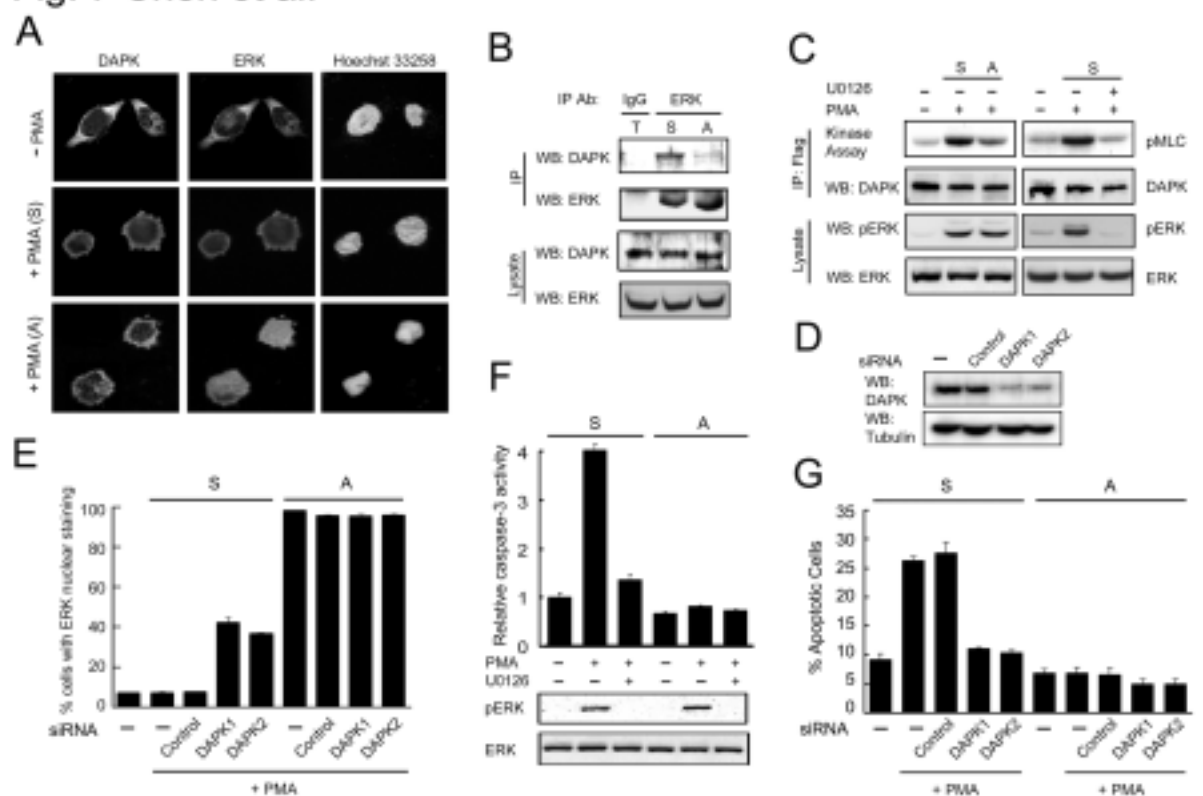 A
DAPK ERK Hoechst 33258
- PMA
+ PMA (S)
+ PMA (A)
B
IP Ab: IgG ERK
T S A
IP
WB: DAPK
WB: ERK
Lysate
WB: DAPK
WB: ERK
C
S A S
U0126 - - - - - +
PMA - + + - + +
IP: Flag
Kinase Assay pMLC
WB: DAPK DAPK
Lysate
WB: pERK pERK
WB: ERK ERK
D
siRNA - Control DAPK1 DAPK2
WB: DAPK
WB: Tubulin
E
S A
% cells with ERK nuclear staining
100
80
60
40
20
0
siRNA - - Control DAPK1 DAPK2 - Control DAPK1 DAPK2
+ PMA
F
S A
Relative caspase-3 activity
4
3
2
1
0
PMA - + + - + +
U0126 - - + - - +
pERK
ERK
G
S A
% Apoptotic Cells
35
30
25
20
15
10
5
0
siRNA - - Control DAPK1 DAPK2 - - Control DAPK1 DAPK2
+ PMA + PMA